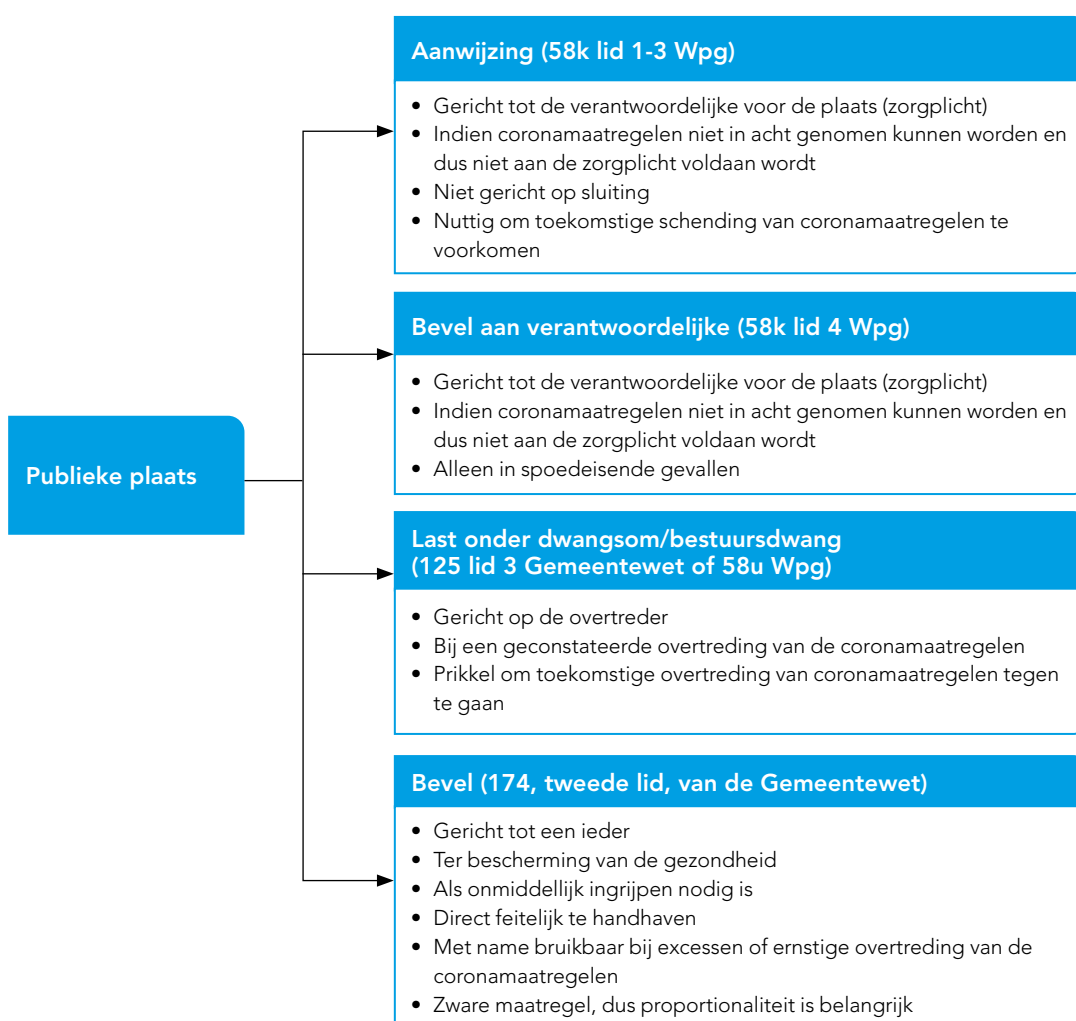 Publieke plaats
Aanwijzing (58k lid 1-3 Wpg)
• Gericht tot de verantwoordelijke voor de plaats (zorgplicht)
• Indien coronamaatregelen niet in acht genomen kunnen worden en
dus niet aan de zorgplicht voldaan wordt
• Niet gericht op sluiting
• Nuttig om toekomstige schending van coronamaatregelen te
voorkomen
Bevel aan verantwoordelijke (58k lid 4 Wpg)
• Gericht tot de verantwoordelijke voor de plaats (zorgplicht)
• Indien coronamaatregelen niet in acht genomen kunnen worden en
dus niet aan de zorgplicht voldaan wordt
• Alleen in spoedeisende gevallen
Last onder dwangsom/bestuursdwang
(125 lid 3 Gemeentewet of 58u Wpg)
• Gericht op de overtreder
• Bij een geconstateerde overtreding van de coronamaatregelen
• Prikkel om toekomstige overtreding van coronamaatregelen tegen
te gaan
Bevel (174, tweede lid, van de Gemeentewet)
• Gericht tot een ieder
• Ter bescherming van de gezondheid
• Als onmiddellijk ingrijpen nodig is
• Direct feitelijk te handhaven
• Met name bruikbaar bij excessen of ernstige overtreding van de
coronamaatregelen
• Zware maatregel, dus proportionaliteit is belangrijk